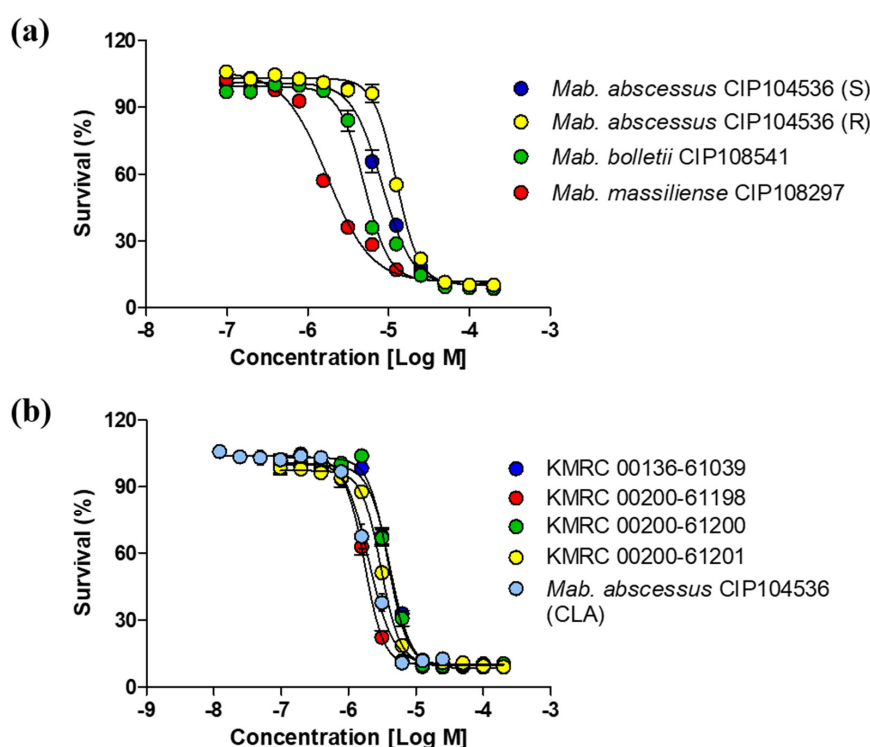 (a)
120
90
60
30
0
Survival (%)
-8 -7 -6 -5 -4 -3
Concentration [Log M]
Mab. abscessus CIP104536 (S)
Mab. abscessus CIP104536 (R)
Mab. bolletii CIP108541
Mab. massiliense CIP108297
(b)
120
90
60
30
0
Survival (%)
-9 -8 -7 -6 -5 -4 -3
Concentration [Log M]
KMRC 00136-61039
KMRC 00200-61198
KMRC 00200-61200
KMRC 00200-61201
Mab. abscessus CIP104536
(CLA)